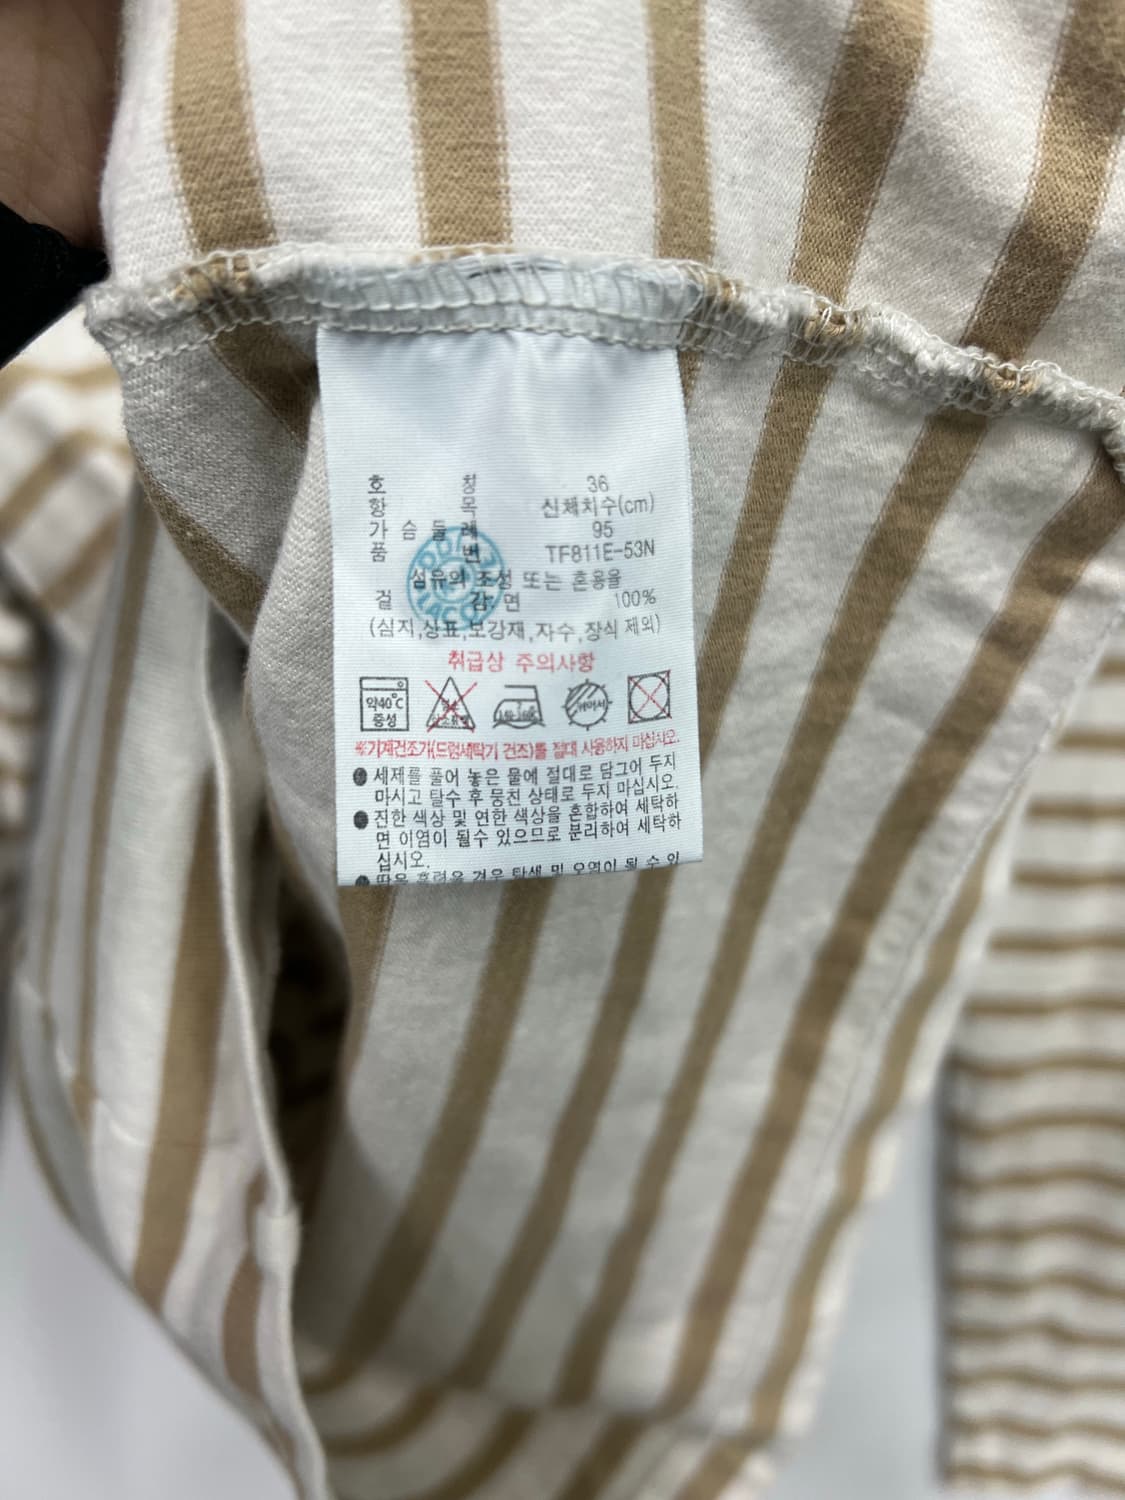 호 칭 36
항 목 신체치수(cm)
가 슴 둘 레 95
품 번 TF811E-53N
섬유의 조성 또는 혼용율
겉 감 면 100%
(심지,상표,보강재,자수,장식 제외)
취급상 주의사항
약40℃
중성
※기계건조기(드럼세탁기 건조)를 절대 사용하지 마십시오.
● 세제를 풀어 놓은 물에 절대로 담그어 두지
마시고 탈수 후 뭉친 상태로 두지 마십시오.
● 진한 색상 및 연한 색상을 혼합하여 세탁하
면 이염이 될수 있으므로 분리하여 세탁하
십시오.